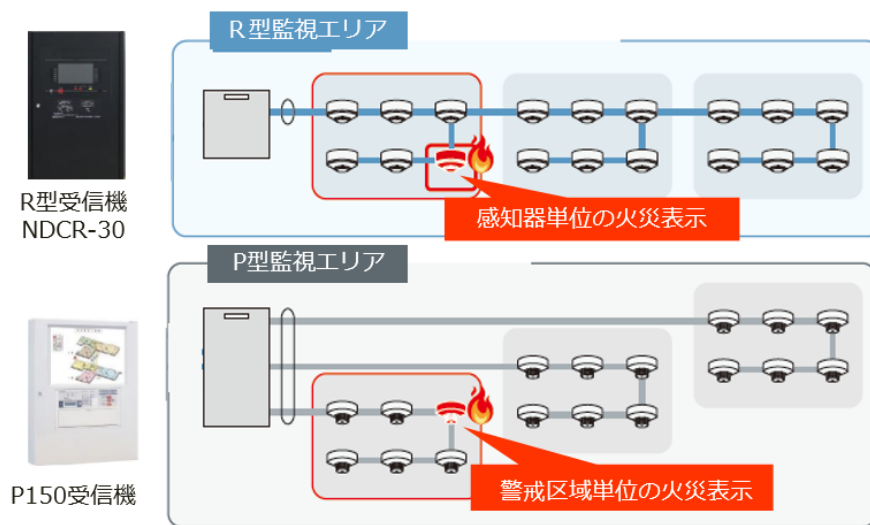 R型監視エリア
R型受信機
NDCR-30
感知器単位の火災表示
P型監視エリア
P150受信機
警戒区域単位の火災表示